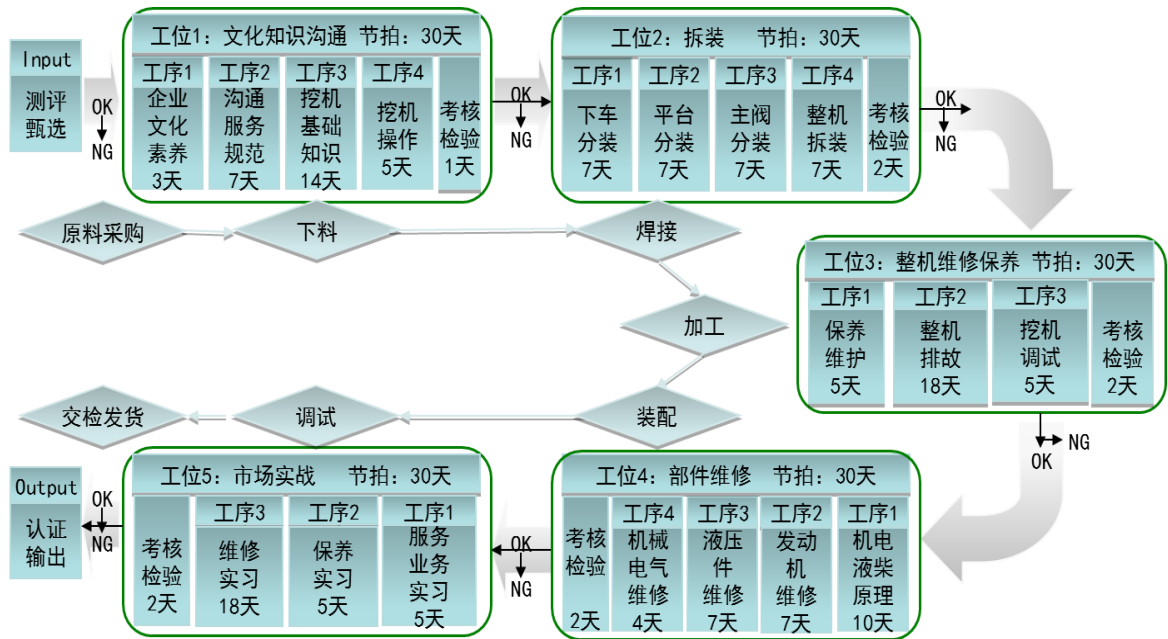 Input
测评
甄选
OK
NG
工位1：文化知识沟通 节拍：30天
工序1
企业
文化
素养
3天
工序2
沟通
服务
规范
7天
工序3
挖机
基础
知识
14天
工序4
挖机
操作
5天
考核
检验
1天
OK
NG
工位2：拆装 节拍：30天
工序1
下车
分装
7天
工序2
平台
分装
7天
工序3
主阀
分装
7天
工序4
整机
拆装
7天
考核
检验
2天
OK
NG
原料采购
下料
焊接
加工
装配
调试
交检发货
工位3：整机维修保养 节拍：30天
工序1
保养
维护
5天
工序2
整机
排故
18天
工序3
挖机
调试
5天
考核
检验
2天
NG
OK
工位4：部件维修 节拍：30天
考核
检验
2天
工序4
机械
电气
维修
4天
工序3
液压
件
维修
7天
工序2
发动
机
维修
7天
工序1
机电
液柴
原理
10天
OK
NG
工位5：市场实战 节拍：30天
考核
检验
2天
工序3
维修
实习
18天
工序2
保养
实习
5天
工序1
服务
业务
实习
5天
OK
NG
Output
认证
输出